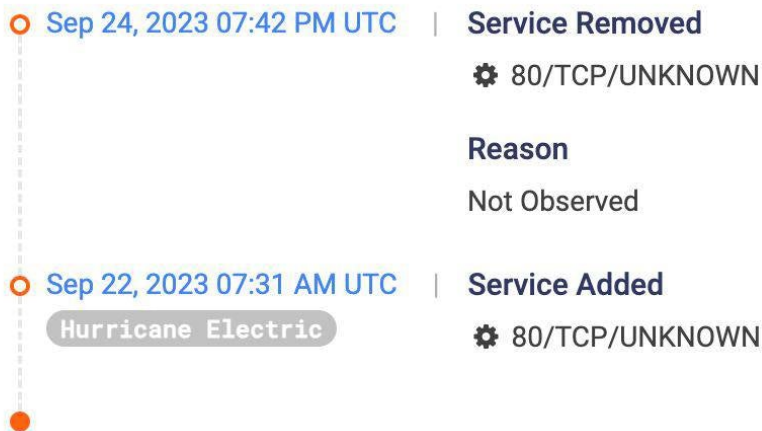 Sep 24, 2023 07:42 PM UTC | Service Removed
80/TCP/UNKNOWN
Reason
Not Observed
Sep 22, 2023 07:31 AM UTC | Service Added
Hurricane Electric 80/TCP/UNKNOWN